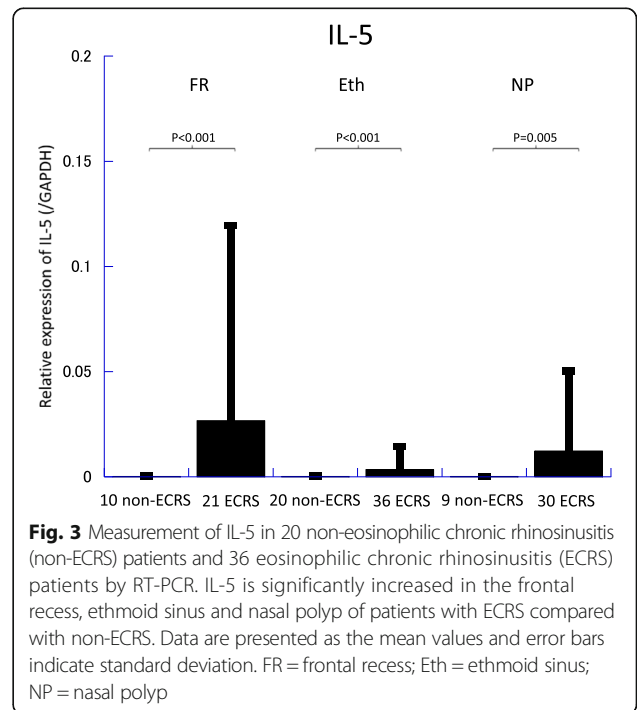 IL-5
0.2
FR Eth NP
P<0.001 P<0.001 P=0.005
0.15
Relative expression of IL-5 (/GAPDH)
0.1
0.05
0
10 non-ECRS 21 ECRS 20 non-ECRS 36 ECRS 9 non-ECRS 30 ECRS
Fig. 3 Measurement of IL-5 in 20 non-eosinophilic chronic rhinosinusitis
(non-ECRS) patients and 36 eosinophilic chronic rhinosinusitis (ECRS)
patients by RT-PCR. IL-5 is significantly increased in the frontal
recess, ethmoid sinus and nasal polyp of patients with ECRS compared
with non-ECRS. Data are presented as the mean values and error bars
indicate standard deviation. FR = frontal recess; Eth = ethmoid sinus;
NP = nasal polyp